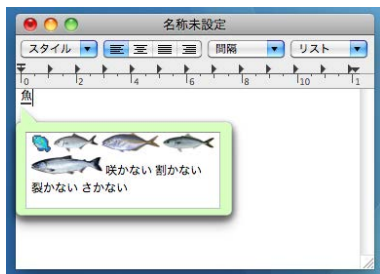 名称未設定
スタイル 間隔 リスト
0 2 4 6 8 10 1
魚
咲かない 割かない
裂かない さかない